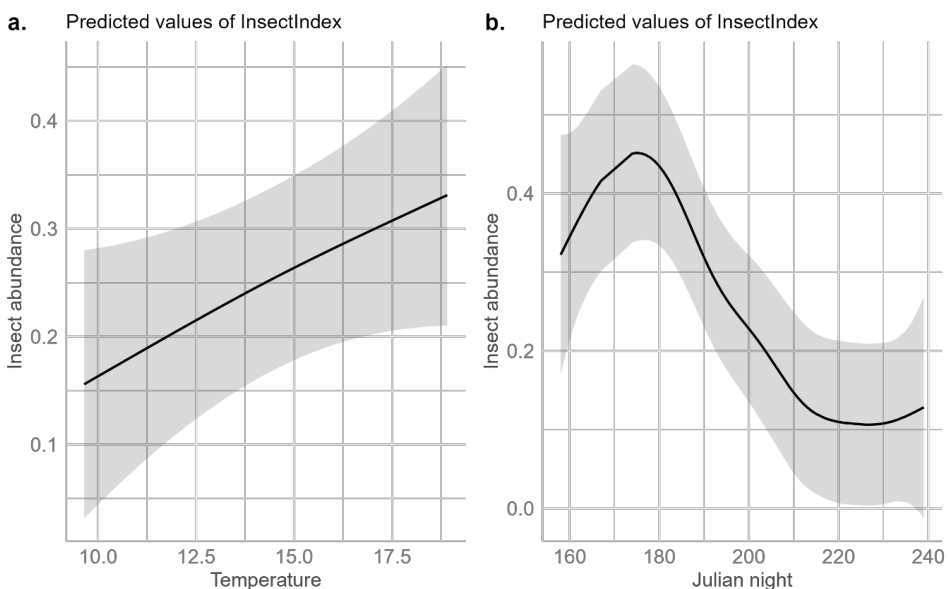 a. Predicted values of InsectIndex
Insect abundance
0.4
0.3
0.2
0.1
10.0 12.5 15.0 17.5
Temperature
b. Predicted values of InsectIndex
Insect abundance
0.4
0.2
0.0
160 180 200 220 240
Julian night